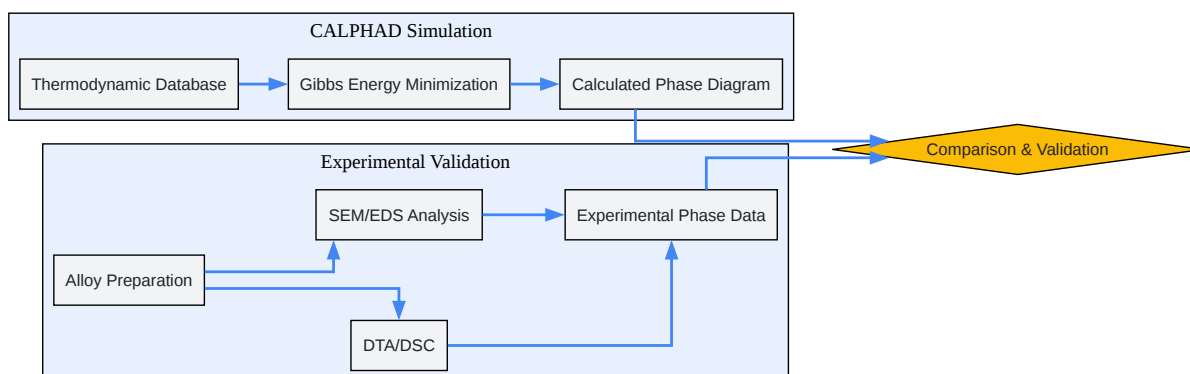 CALPHAD Simulation
Thermodynamic Database
Gibbs Energy Minimization
Calculated Phase Diagram
Comparison & Validation
Experimental Validation
SEM/EDS Analysis
Experimental Phase Data
Alloy Preparation
DTA/DSC